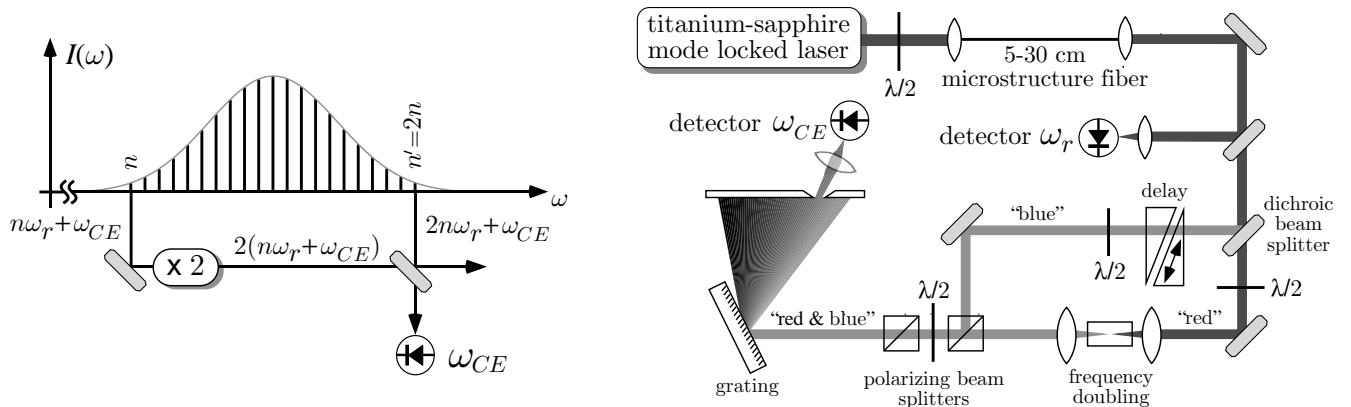 I(ω)
n
n'=2n
ω
nω_r+ω_CE
2nω_r+ω_CE
x 2
2(nω_r+ω_CE)
ω_CE
titanium-sapphire
mode locked laser
λ/2
5-30 cm
microstructure fiber
detector ω_CE
detector ω_r
delay
"blue"
λ/2
dichroic
beam
splitter
λ/2
λ/2
"red & blue"
"red"
grating
polarizing beam
splitters
frequency
doubling